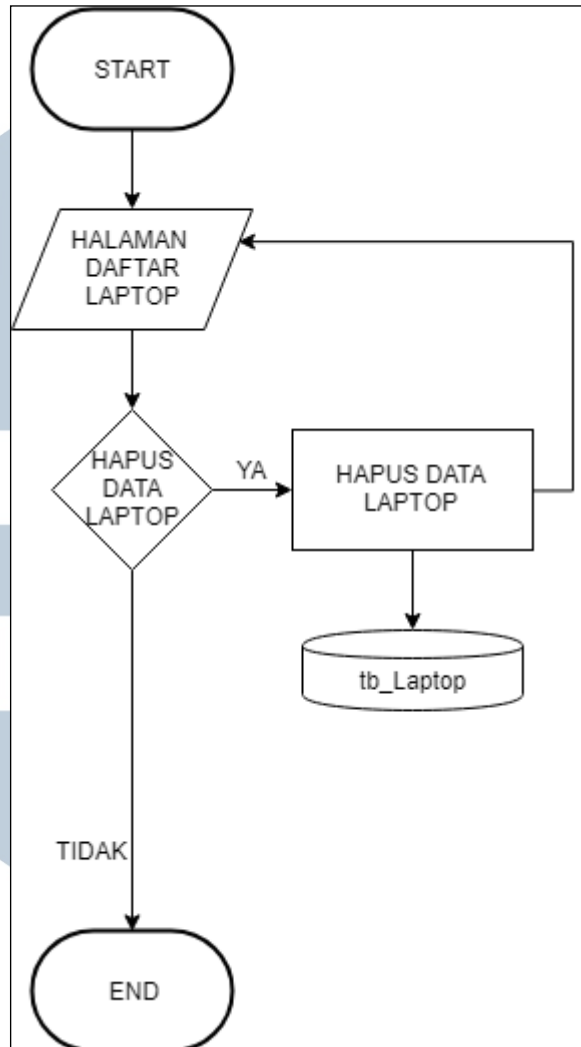 START
HALAMAN
DAFTAR
LAPTOP
HAPUS
DATA
LAPTOP
YA
HAPUS DATA
LAPTOP
tb_Laptop
TIDAK
END